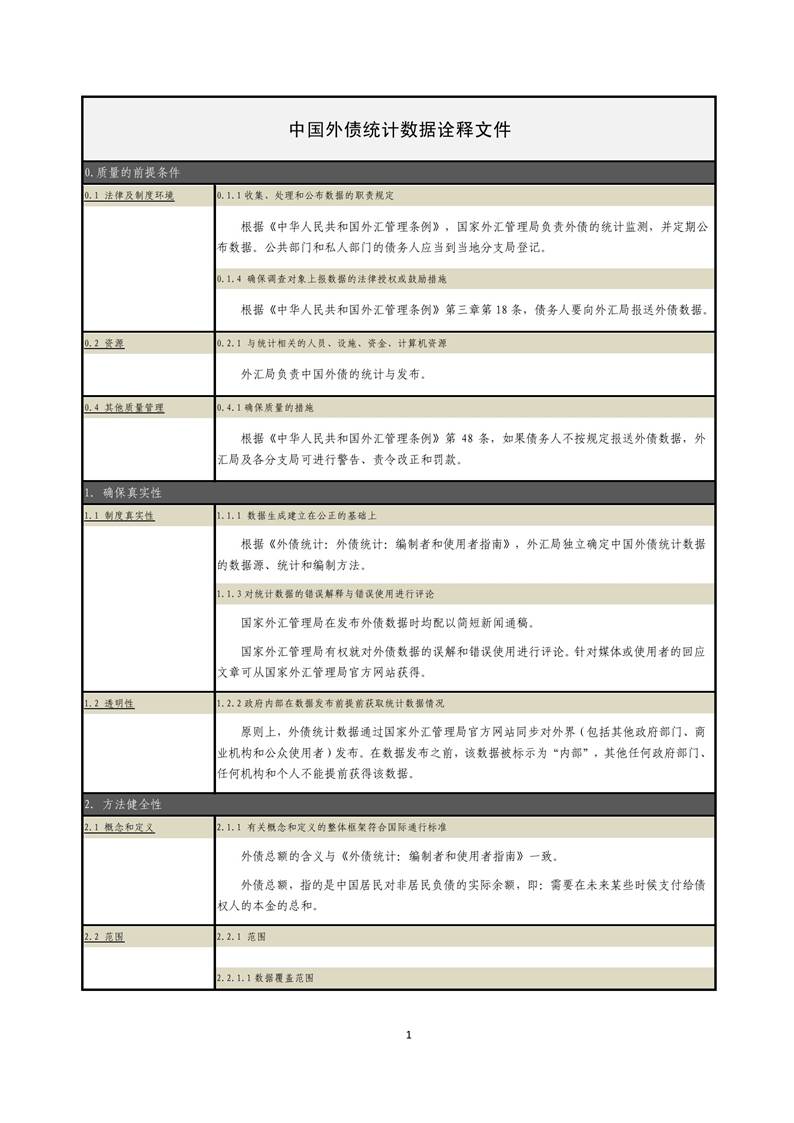 中国外债统计数据诠释文件
0.质量的前提条件
0.1 法律及制度环境
0.1.1收集、处理和公布数据的职责规定
根据《中华人民共和国外汇管理条例》，国家外汇管理局负责外债的统计监测，并定期公
布数据。公共部门和私人部门的债务人应当到当地分支局登记。
0.1.4 确保调查对象上报数据的法律授权或鼓励措施
根据《中华人民共和国外汇管理条例》第三章第18条，债务人要向外汇局报送外债数据。
0.2 资源
0.2.1 与统计相关的人员、设施、资金、计算机资源
外汇局负责中国外债的统计与发布。
0.4 其他质量管理
0.4.1确保质量的措施
根据《中华人民共和国外汇管理条例》第 48 条，如果债务人不按规定报送外债数据，外
汇局及各分支局可进行警告、责令改正和罚款。
1. 确保真实性
1.1 制度真实性
1.1.1 数据生成建立在公正的基础上
根据《外债统计：外债统计：编制者和使用者指南》，外汇局独立确定中国外债统计数据
的数据源、统计和编制方法。
1.1.3对统计数据的错误解释与错误使用进行评论
国家外汇管理局在发布外债数据时均配以简短新闻通稿。
国家外汇管理局有权就对外债数据的误解和错误使用进行评论。针对媒体或使用者的回应
文章可从国家外汇管理局官方网站获得。
1.2 透明性
1.2.2政府内部在数据发布前提前获取统计数据情况
原则上，外债统计数据通过国家外汇管理局官方网站同步对外界（包括其他政府部门、商
业机构和公众使用者）发布。在数据发布之前，该数据被标示为“内部”，其他任何政府部门、
任何机构和个人不能提前获得该数据。
2. 方法健全性
2.1 概念和定义
2.1.1 有关概念和定义的整体框架符合国际通行标准
外债总额的含义与《外债统计：编制者和使用者指南》一致。
外债总额，指的是中国居民对非居民负债的实际余额，即：需要在未来某些时候支付给债
权人的本金的总和。
2.2 范围
2.2.1 范围
2.2.1.1数据覆盖范围
1